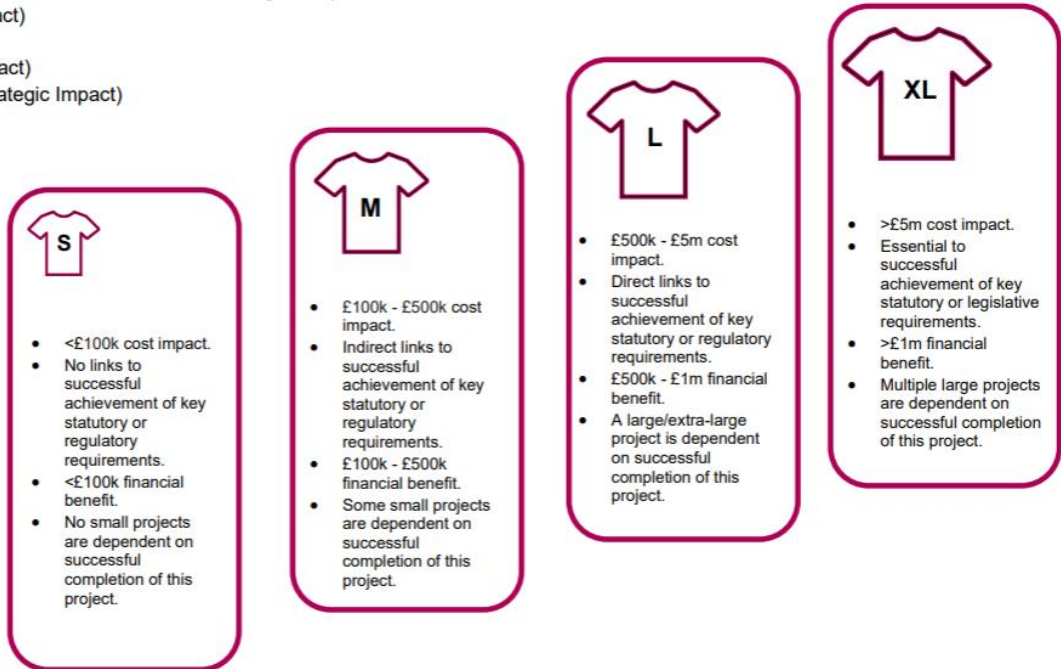 act)
act)
ategic Impact)
S
• <£100k cost impact.
• No links to
successful
achievement of key
statutory or
regulatory
requirements.
• <£100k financial
benefit.
• No small projects
are dependent on
successful
completion of this
project.
M
• £100k - £500k cost
impact.
• Indirect links to
successful
achievement of key
statutory or
regulatory
requirements.
• £100k - £500k
financial benefit.
• Some small projects
are dependent on
successful
completion of this
project.
L
• £500k - £5m cost
impact.
• Direct links to
successful
achievement of key
statutory or regulatory
requirements.
• £500k - £1m financial
benefit.
• A large/extra-large
project is dependent
on successful
completion of this
project.
XL
• >£5m cost impact.
• Essential to
successful
achievement of key
statutory or legislative
requirements.
• >£1m financial
benefit.
• Multiple large projects
are dependent on
successful completion
of this project.